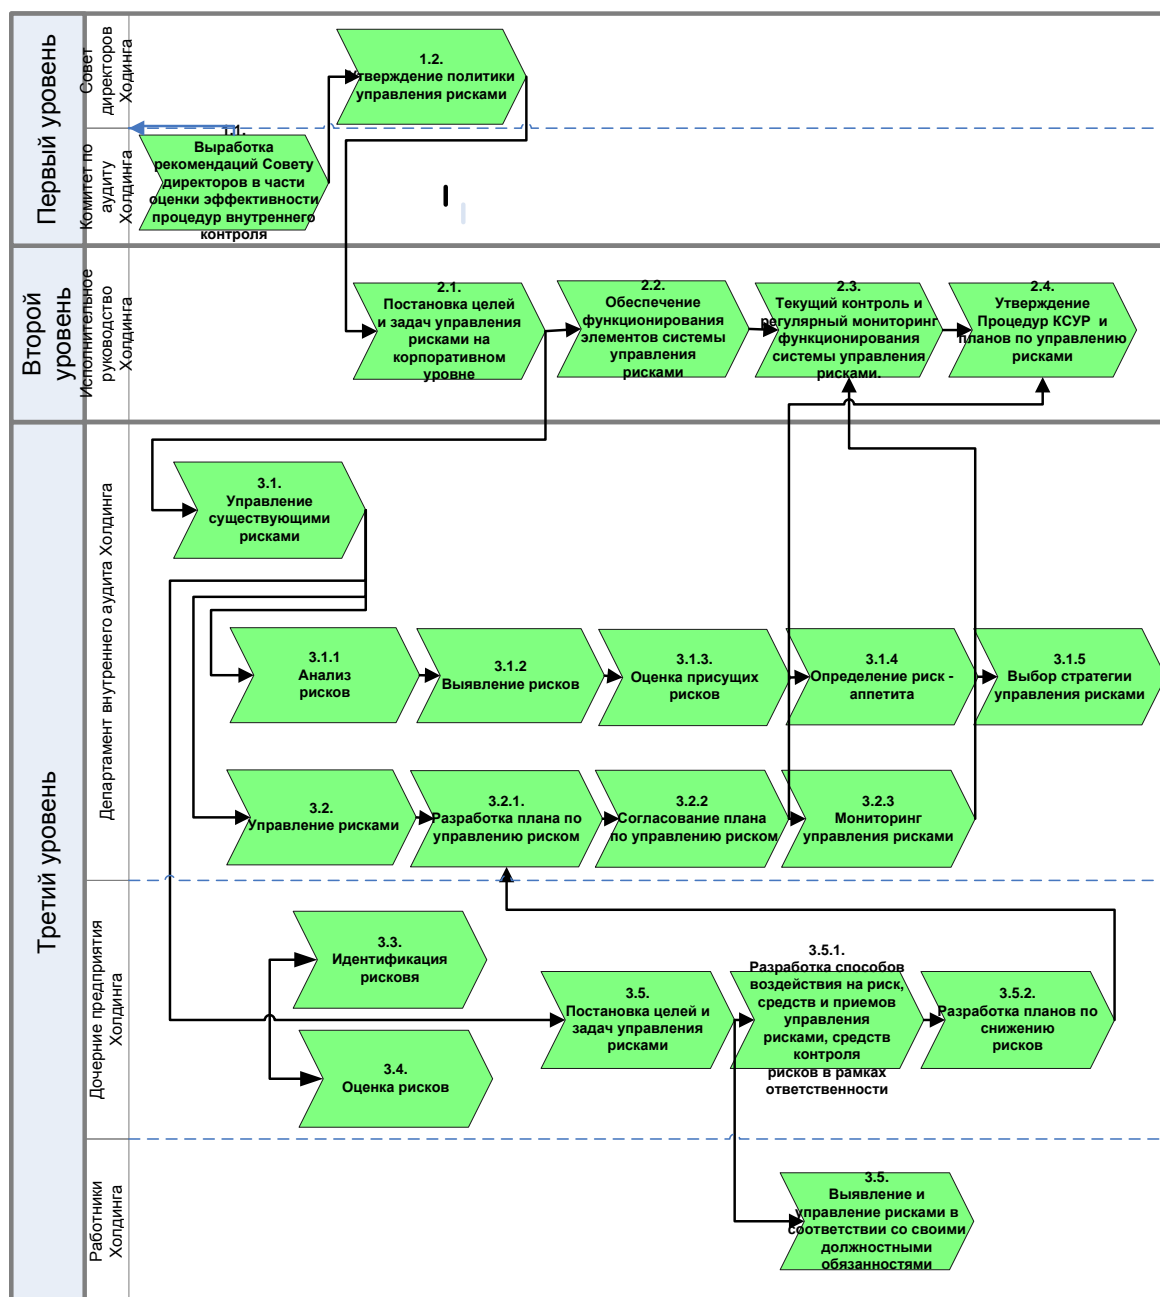 Первый уровень
Совет
директоров
Ходинга
1.2.
Утверждение политики
управления рисками
Комитет по
аудиту
Холдинга
1.1.
Выработка
рекомендаций Совету
директоров в части
оценки эффективности
процедур внутреннего
контроля
Второй
уровень
Исполнительное
руководство
Холдинга
2.1.
Постановка целей
и задач управления
рисками на
корпоративном
уровне
2.2.
Обеспечение
функционирования
элементов системы
управления
рисками
2.3.
Текущий контроль и
регулярный мониторинг
функционирования
системы управления
рисками.
2.4.
Утверждение
Процедур КСУР и
планов по управлению
рисками
Третий уровень
Департамент внутреннего аудита Холдинга
3.1.
Управление
существующими
рисками
3.1.1
Анализ
рисков
3.1.2
Выявление рисков
3.1.3.
Оценка присущих
рисков
3.1.4
Определение риск -
аппетита
3.1.5
Выбор стратегии
управления рисками
3.2.
Управление рисками
3.2.1.
Разработка плана по
управлению риском
3.2.2
Согласование плана
по управлению риском
3.2.3
Мониторинг
управления рисками
Дочерние предприятия
Холдинга
3.3.
Идентификация
рисковя
3.4.
Оценка рисков
3.5.
Постановка целей и
задач управления
рисками
3.5.1.
Разработка способов
воздействия на риск,
средств и приемов
управления
рисками, средств
контроля
рисков в рамках
ответственности
3.5.2.
Разработка планов по
снижению
рисков
Работники
Холдинга
3.5.
Выявление и
управление рисками в
соответствии со своими
должностными
обязанностями